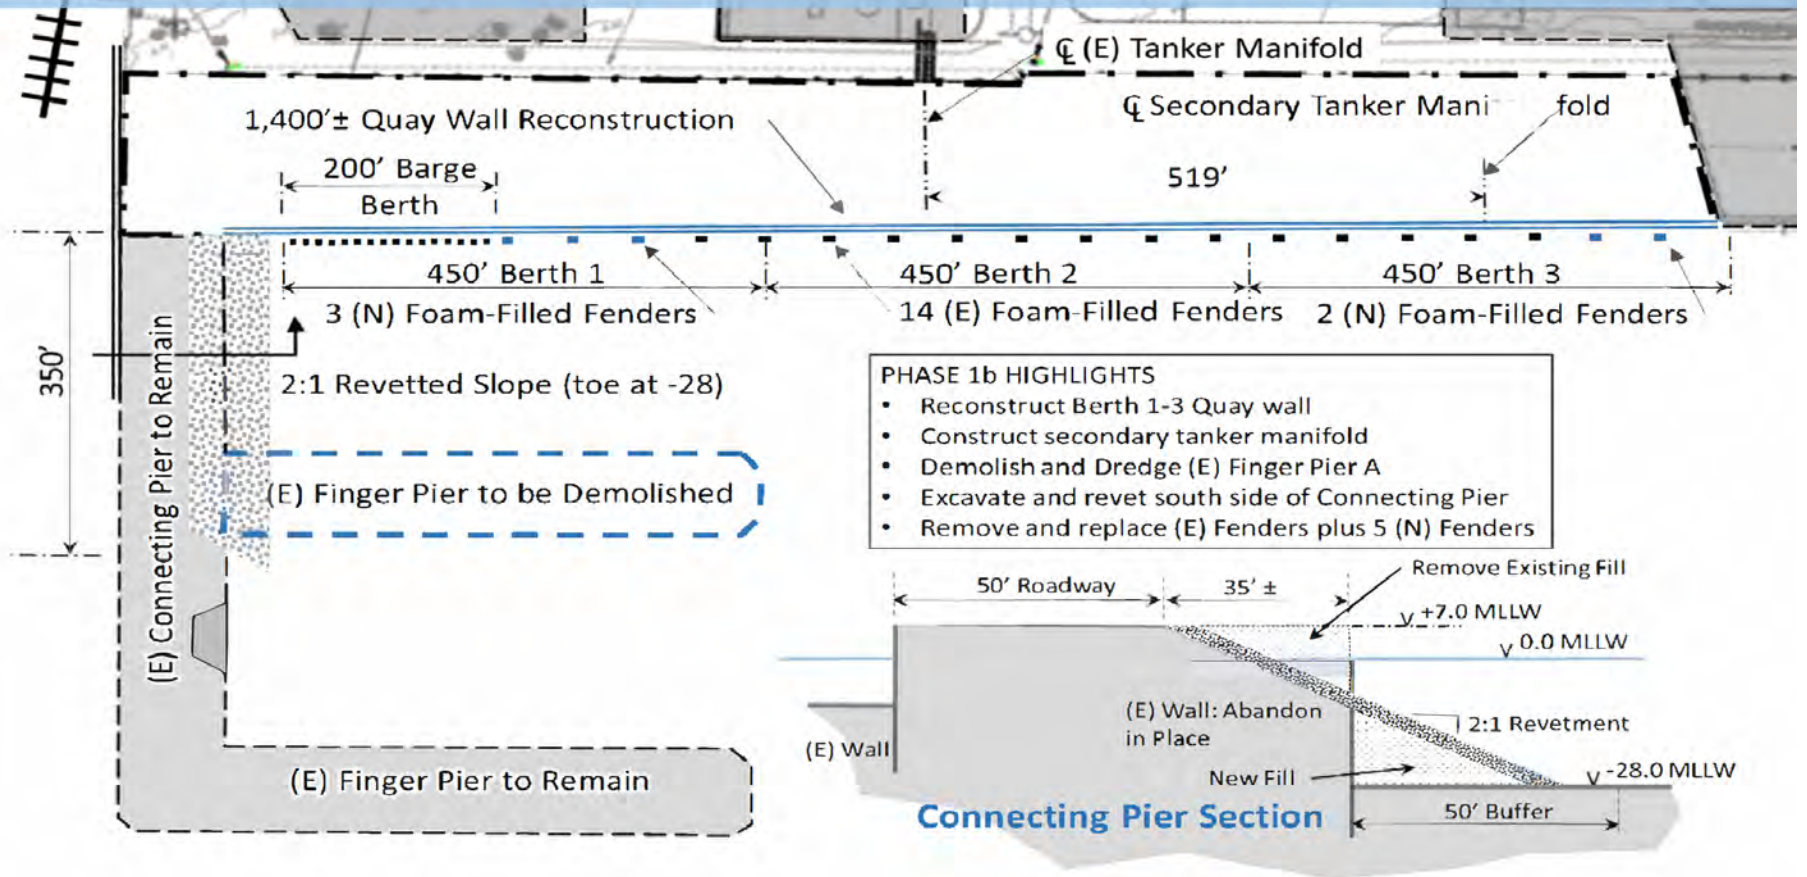 ℄ (E) Tanker Manifold
1,400'± Quay Wall Reconstruction
℄ Secondary Tanker Mani fold
200' Barge
Berth
519'
450' Berth 1
450' Berth 2
450' Berth 3
3 (N) Foam-Filled Fenders
14 (E) Foam-Filled Fenders
2 (N) Foam-Filled Fenders
350'
(E) Connecting Pier to Remain
2:1 Revetted Slope (toe at -28)
(E) Finger Pier to be Demolished
(E) Finger Pier to Remain
PHASE 1b HIGHLIGHTS
• Reconstruct Berth 1-3 Quay wall
• Construct secondary tanker manifold
• Demolish and Dredge (E) Finger Pier A
• Excavate and revet south side of Connecting Pier
• Remove and replace (E) Fenders plus 5 (N) Fenders
Remove Existing Fill
50' Roadway
35' ±
+7.0 MLLW
0.0 MLLW
(E) Wall: Abandon
in Place
2:1 Revetment
(E) Wall
New Fill
-28.0 MLLW
50' Buffer
Connecting Pier Section